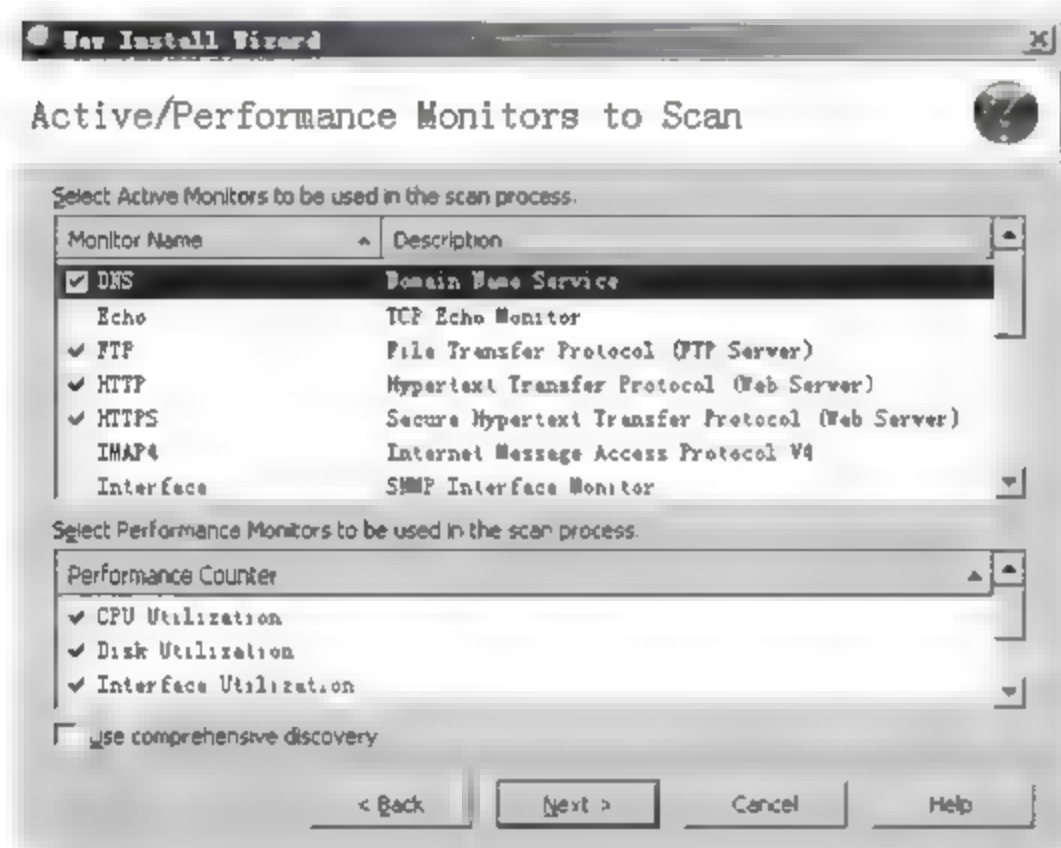 New Install Wizard
Active/Performance Monitors to Scan
Select Active Monitors to be used in the scan process.
Monitor Name Description
DNS Domain Name Service
Echo TCP Echo Monitor
FTP File Transfer Protocol (FTP Server)
HTTP Hypertext Transfer Protocol (Web Server)
HTTPS Secure Hypertext Transfer Protocol (Web Server)
IMAP4 Internet Message Access Protocol V4
Interface SNMP Interface Monitor
Select Performance Monitors to be used in the scan process.
Performance Counter
CPU Utilization
Disk Utilization
Interface Utilization
Use comprehensive discovery
< Back Next > Cancel Help